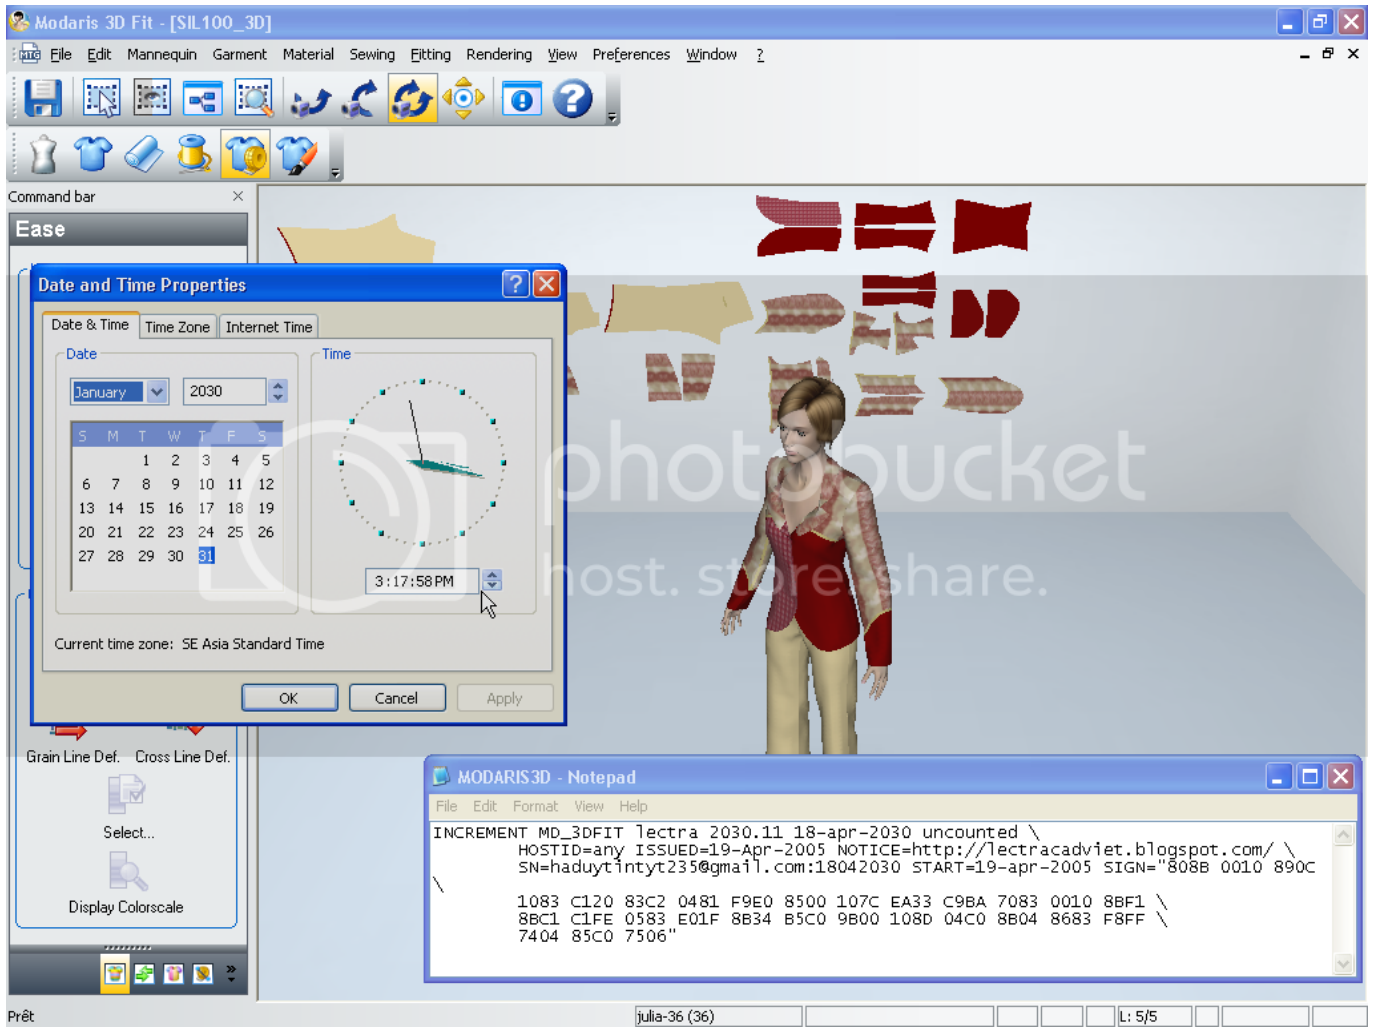 Modaris 3D Fit - [SIL100_3D]
File Edit Mannequin Garment Material Sewing Fitting Rendering View Preferences Window ?
Command bar
Ease
Date and Time Properties
Date & Time Time Zone Internet Time
Date Time
January 2030
S M T W T F S
1 2 3 4 5
6 7 8 9 10 11 12
13 14 15 16 17 18 19
20 21 22 23 24 25 26
27 28 29 30 31
3:17:58 PM
Current time zone: SE Asia Standard Time
OK Cancel Apply
photobucket
host. store. share.
Grain Line Def. Cross Line Def.
Select...
Display Colorscale
MODARIS3D - Notepad
File Edit Format View Help
INCREMENT MD_3DFIT lectra 2030.11 18-apr-2030 uncounted \
HOSTID=any ISSUED=19-Apr-2005 NOTICE=http://lectracadviet.blogspot.com/ \
SN=haduytintyt235@gmail.com:18042030 START=19-apr-2005 SIGN="808B 0010 890C
\
1083 C120 83C2 0481 F9E0 8500 107C EA33 C9BA 7083 0010 8BF1 \
8BC1 C1FE 0583 E01F 8B34 B5C0 9B00 108D 04C0 8B04 8683 F8FF \
7404 85C0 7506"
Prêt julia-36 (36) L: 5/5